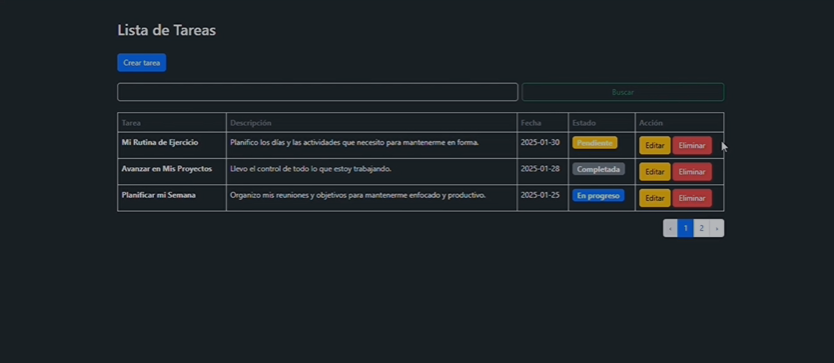 Lista de Tareas
Crear tarea
Buscar
Tarea Descripción Fecha Estado Acción
Mi Rutina de Ejercicio Planifico los días y las actividades que necesito para mantenerme en forma. 2025-01-30 Pendiente Editar Eliminar
Avanzar en Mis Proyectos Llevo el control de todo lo que estoy trabajando. 2025-01-28 Completada Editar Eliminar
Planificar mi Semana Organizo mis reuniones y objetivos para mantenerme enfocado y productivo. 2025-01-25 En progreso Editar Eliminar
‹ 1 2 ›